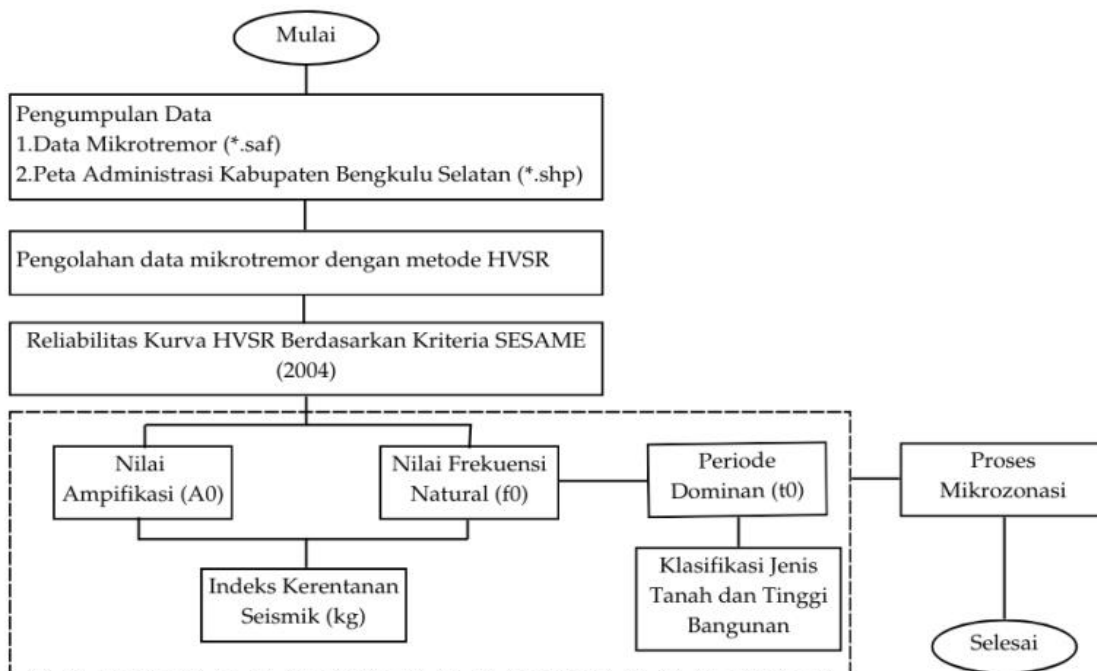 Mulai
Pengumpulan Data
1.Data Mikrotremor (*.saf)
2.Peta Administrasi Kabupaten Bengkulu Selatan (*.shp)
Pengolahan data mikrotremor dengan metode HVSR
Reliabilitas Kurva HVSR Berdasarkan Kriteria SESAME
(2004)
Nilai
Ampifikasi (A0)
Nilai Frekuensi
Natural (f0)
Periode
Dominan (t0)
Proses
Mikrozonasi
Indeks Kerentanan
Seismik (kg)
Klasifikasi Jenis
Tanah dan Tinggi
Bangunan
Selesai